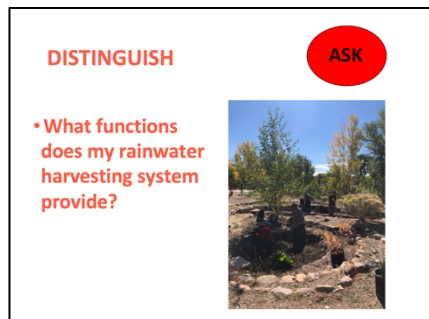 DISTINGUISH
ASK
• What functions
does my rainwater
harvesting system
provide?